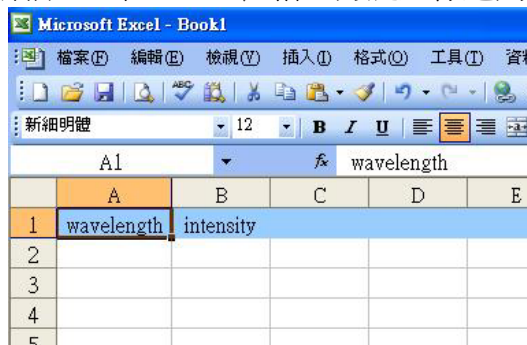 Microsoft Excel - Book1
檔案(F) 編輯(E) 檢視(V) 插入(I) 格式(O) 工具(T)
ABC
新細明體 12 B I U
A1 fx wavelength
A B C D E
1 wavelength intensity
2
3
4